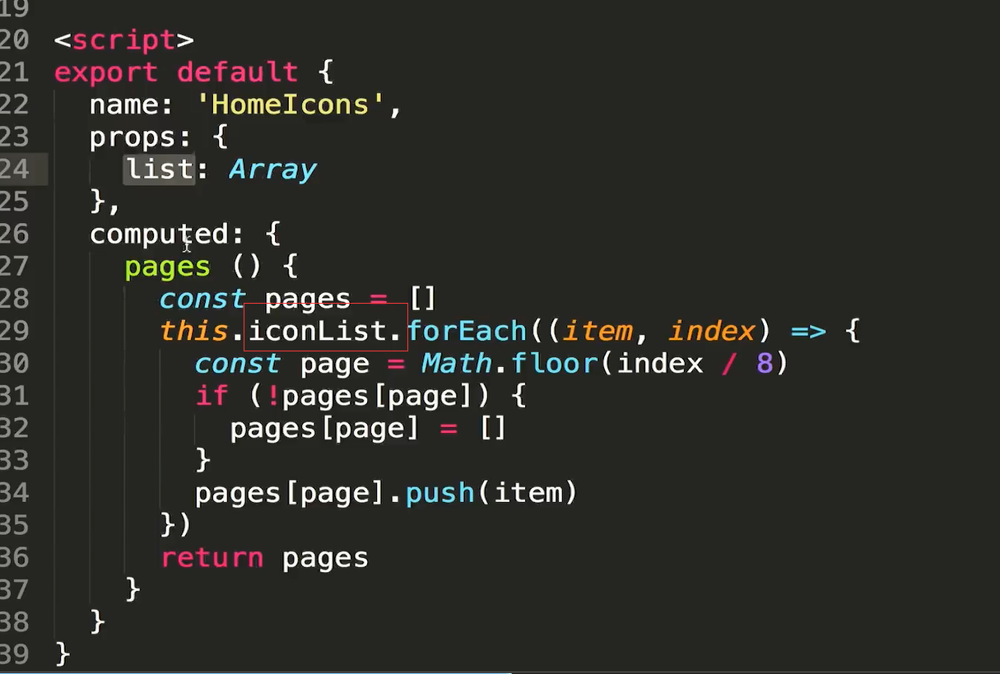 19
20 <script>
21 export default {
22 name: 'HomeIcons',
23 props: {
24 list: Array
25 },
26 computed: {
27 pages () {
28 const pages = []
29 this.iconList.forEach((item, index) => {
30 const page = Math.floor(index / 8)
31 if (!pages[page]) {
32 pages[page] = []
33 }
34 pages[page].push(item)
35 })
36 return pages
37 }
38 }
39 }